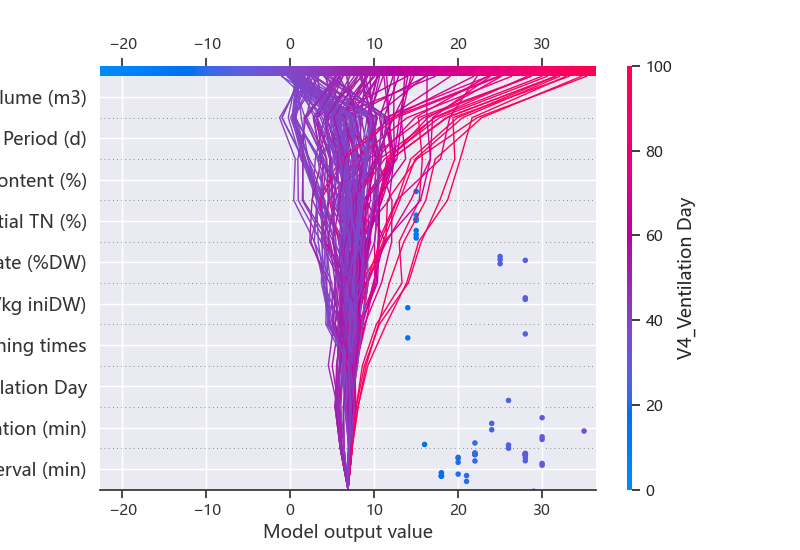 −20 −10 0 10 20 30
lume (m3)
Period (d)
ontent (%)
tial TN (%)
ate (%DW)
/kg iniDW)
ning times
lation Day
ation (min)
erval (min)
−20 −10 0 10 20 30
Model output value
100
80
60
40
20
0
V4_Ventilation Day